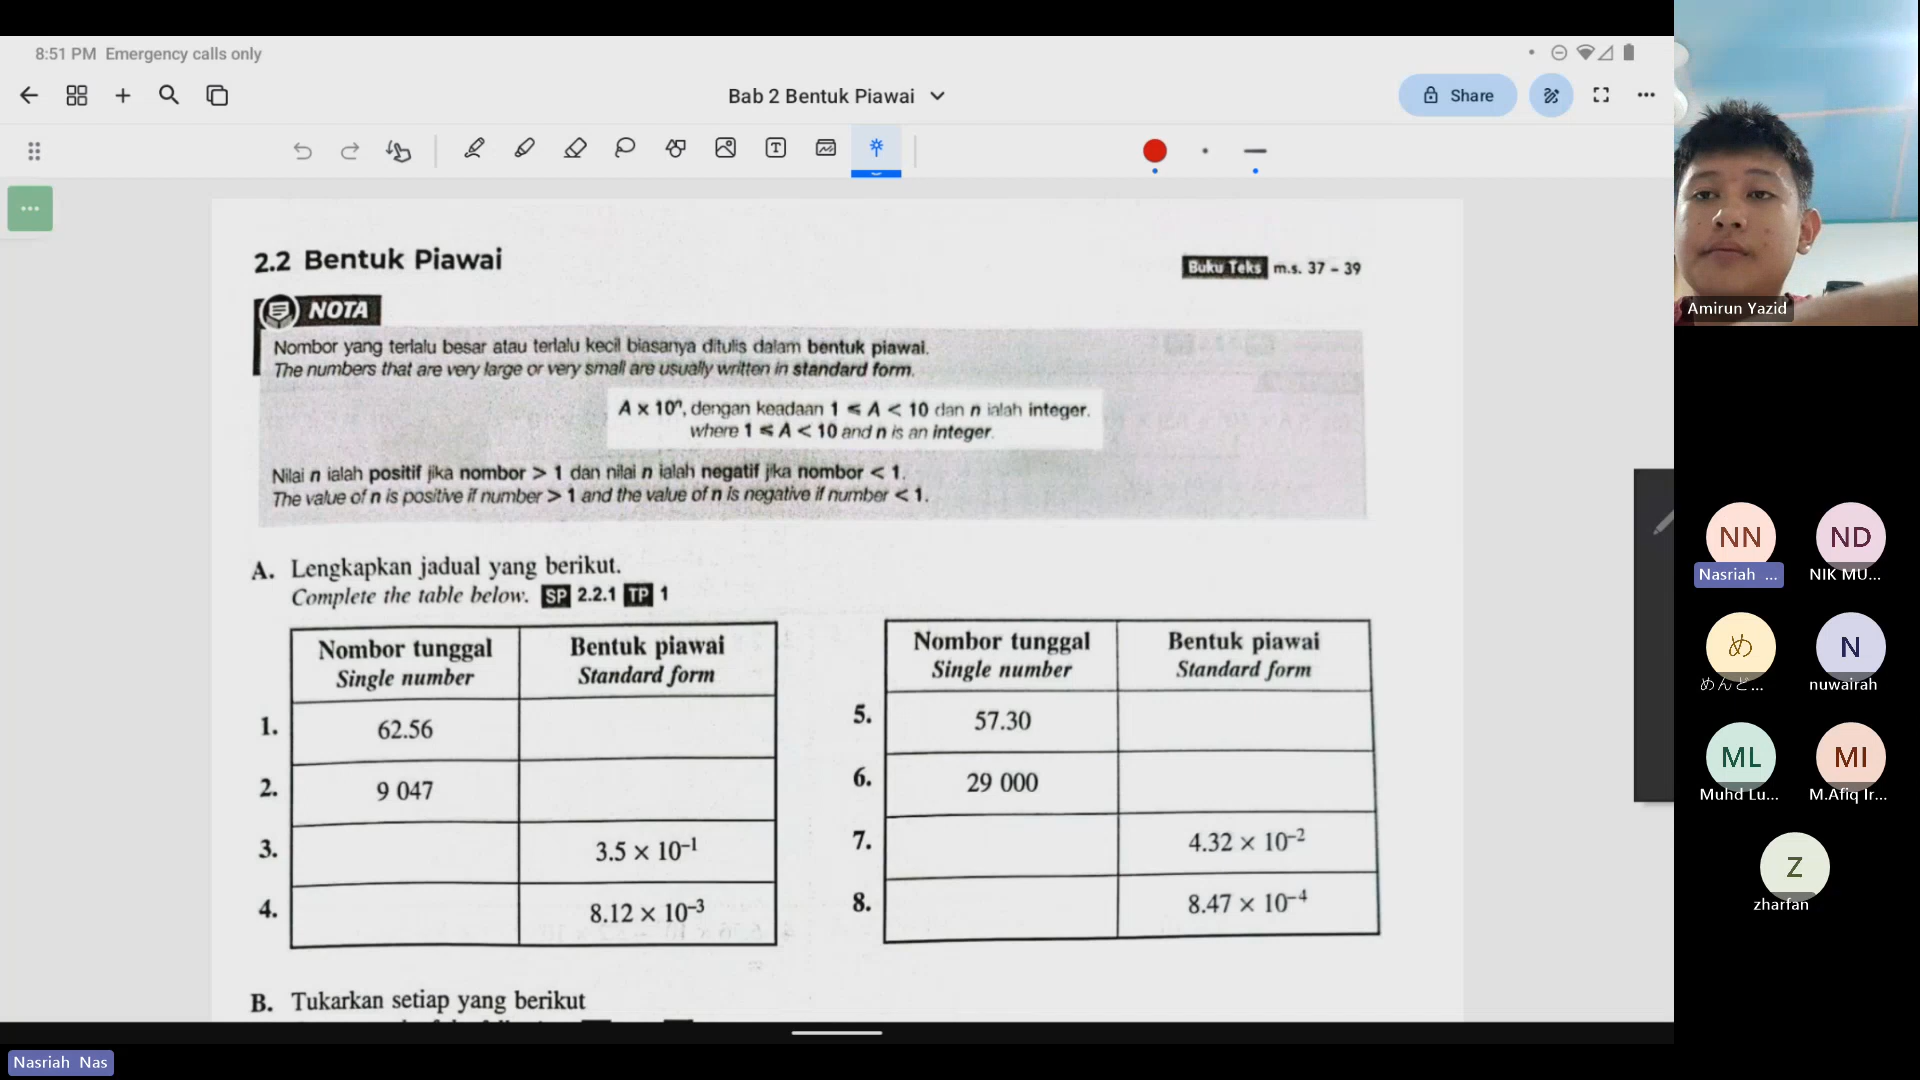 8:51 PM Emergency calls only
Bab 2 Bentuk Piawai
Share
2.2 Bentuk Piawai
Buku Teks m.s. 37 – 39
NOTA
Nombor yang terlalu besar atau terlalu kecil biasanya ditulis dalam bentuk piawai.
The numbers that are very large or very small are usually written in standard form.
A × 10ⁿ, dengan keadaan 1 ⩽ A < 10 dan n ialah integer.
where 1 ⩽ A < 10 and n is an integer.
Nilai n ialah positif jika nombor > 1 dan nilai n ialah negatif jika nombor < 1.
The value of n is positive if number > 1 and the value of n is negative if number < 1.
A. Lengkapkan jadual yang berikut.
Complete the table below. SP 2.2.1 TP 1
Nombor tunggal Bentuk piawai
Single number Standard form
1. 62.56
2. 9 047
3. 3.5 × 10⁻¹
4. 8.12 × 10⁻³
Nombor tunggal Bentuk piawai
Single number Standard form
5. 57.30
6. 29 000
7. 4.32 × 10⁻²
8. 8.47 × 10⁻⁴
B. Tukarkan setiap yang berikut
Amirun Yazid
NN ND
Nasriah ... NIK MU...
め N
めんど... nuwairah
ML MI
Muhd Lu... M.Afiq Ir...
Z
zharfan
Nasriah Nas